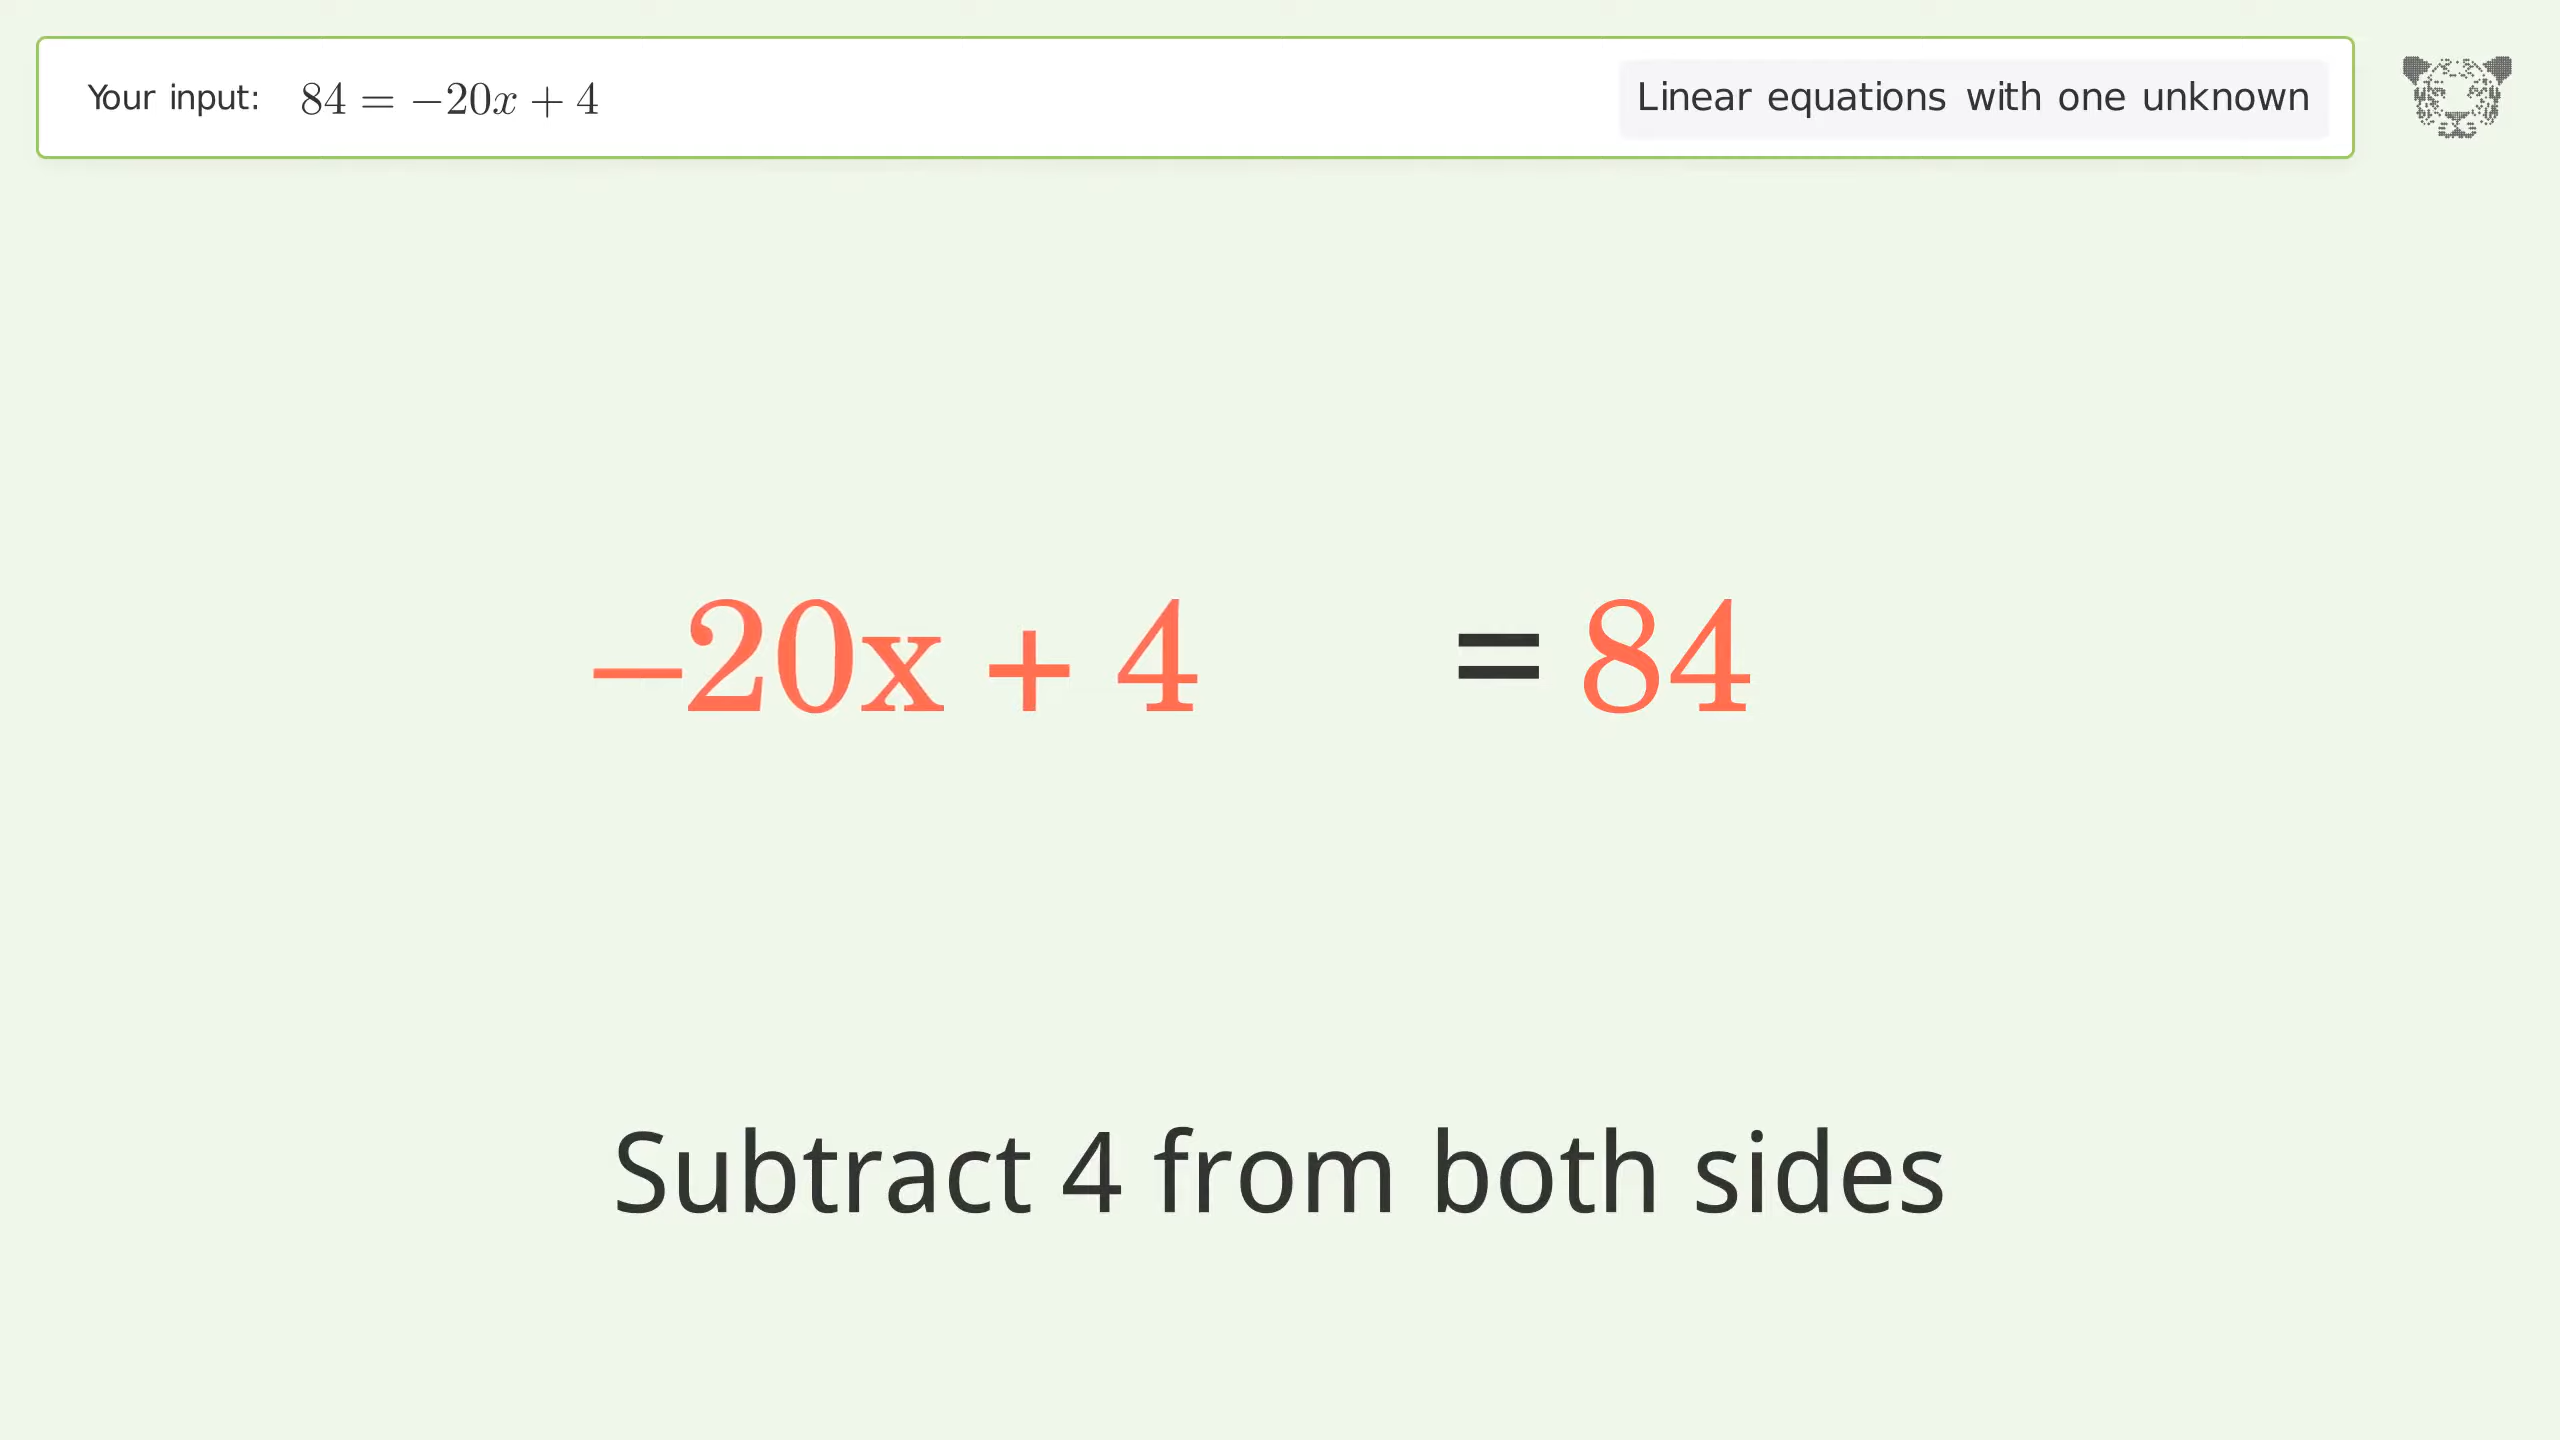 Your input: 84 = −20x + 4
Linear equations with one unknown
−20x + 4 = 84
Subtract 4 from both sides